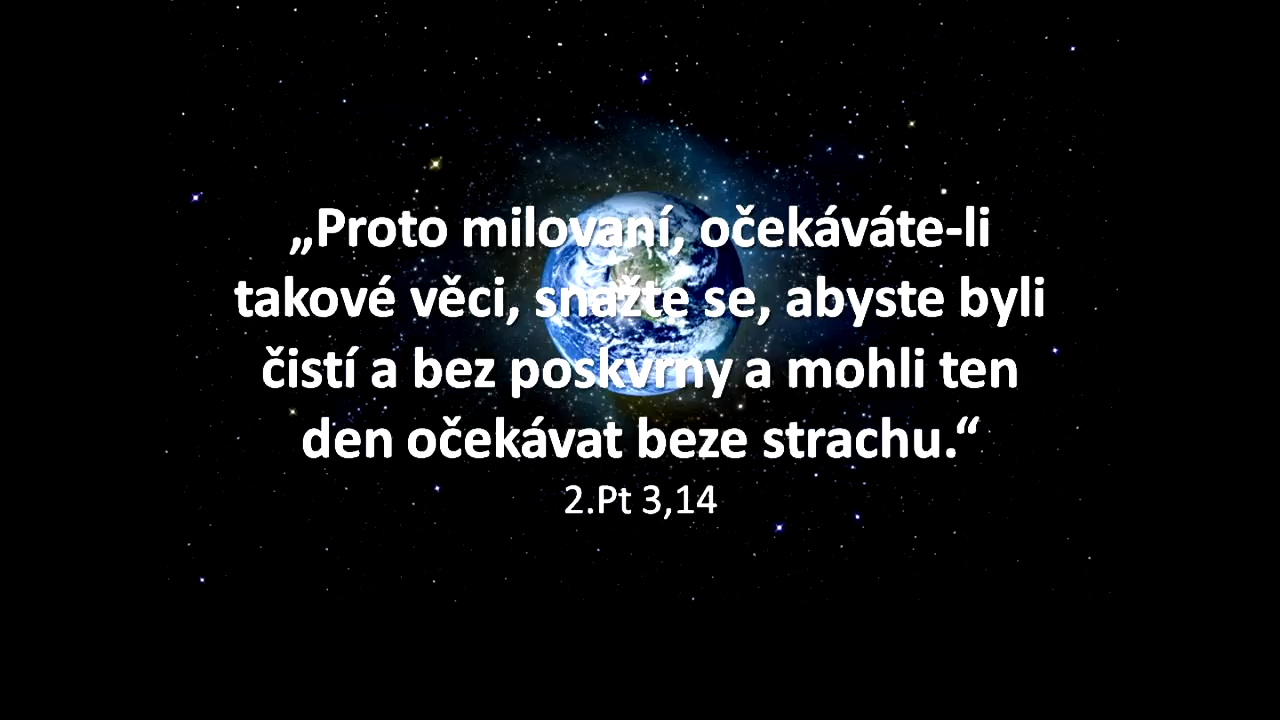 „Proto milovaní, očekáváte-li
takové věci, snažte se, abyste byli
čistí a bez poskvrny a mohli ten
den očekávat beze strachu.“
2.Pt 3,14